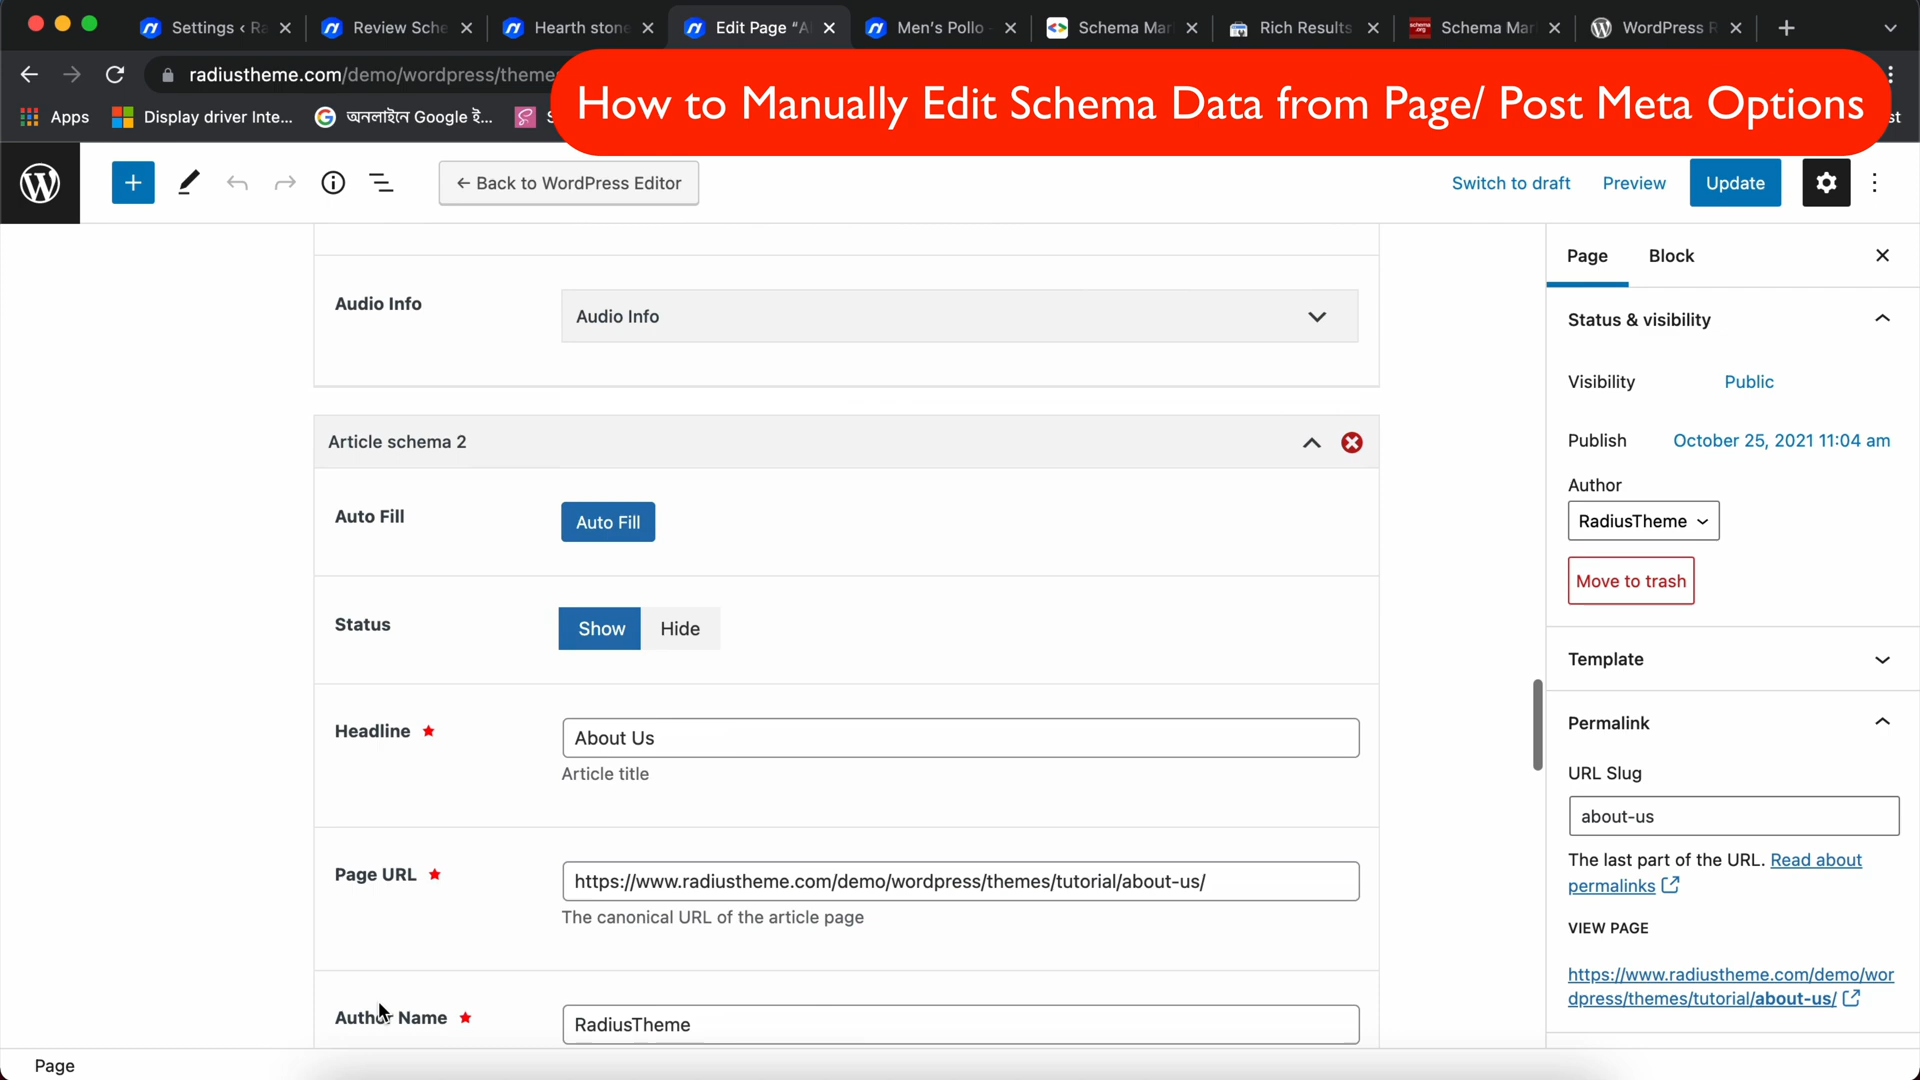 Settings ‹ Ra
Review Sche
Hearth stone
Edit Page “A
Men's Pollo -
Schema Mar
Rich Results
Schema Mar
WordPress R
radiustheme.com/demo/wordpress/theme
How to Manually Edit Schema Data from Page/ Post Meta Options
Apps
Display driver Inte...
অনলাইনে Google ই...
S
st
← Back to WordPress Editor
Switch to draft
Preview
Update
Page
Block
Audio Info
Audio Info
Status & visibility
Visibility
Public
Publish
October 25, 2021 11:04 am
Author
RadiusTheme
Move to trash
Article schema 2
Auto Fill
Auto Fill
Status
Show
Hide
Template
Headline
About Us
Article title
Permalink
URL Slug
about-us
The last part of the URL. Read about
permalinks
Page URL
https://www.radiustheme.com/demo/wordpress/themes/tutorial/about-us/
The canonical URL of the article page
VIEW PAGE
https://www.radiustheme.com/demo/wor
dpress/themes/tutorial/about-us/
Author Name
RadiusTheme
Page